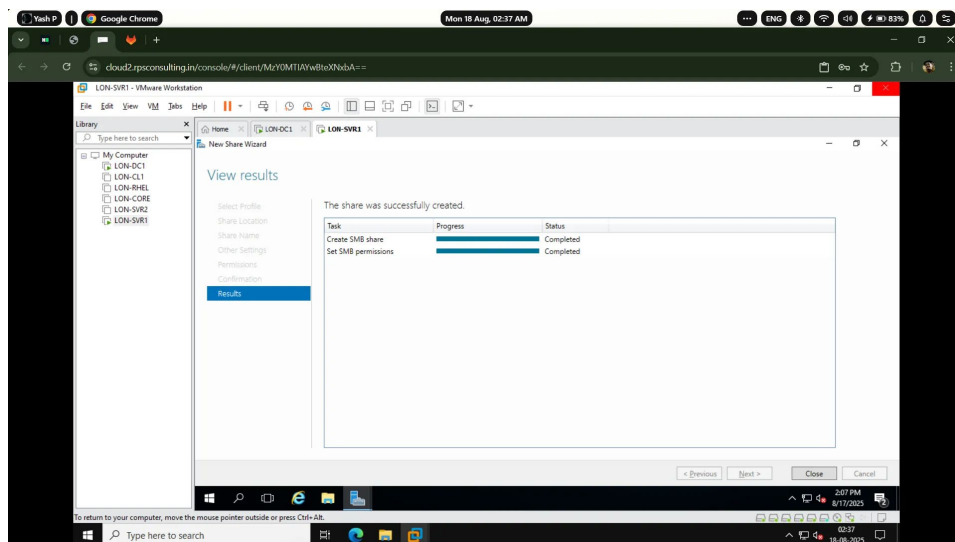 Yash P
Google Chrome
Mon 18 Aug, 02:37 AM
ENG
83%
cloud2.rpsconsulting.in/console/#/client/MzY0MTIAYwBteXNxbA==
LON-SVR1 - VMware Workstation
File Edit View VM Tabs Help
Library
Type here to search
Home
LON-DC1
LON-SVR1
My Computer
LON-DC1
LON-CL1
LON-RHEL
LON-CORE
LON-SVR2
LON-SVR1
New Share Wizard
View results
Select Profile
Share Location
Share Name
Other Settings
Permissions
Confirmation
Results
The share was successfully created.
Task Progress Status
Create SMB share Completed
Set SMB permissions Completed
< Previous
Next >
Close
Cancel
2:07 PM
8/17/2025
2
To return to your computer, move the mouse pointer outside or press Ctrl+Alt.
Type here to search
02:37
18-08-2025